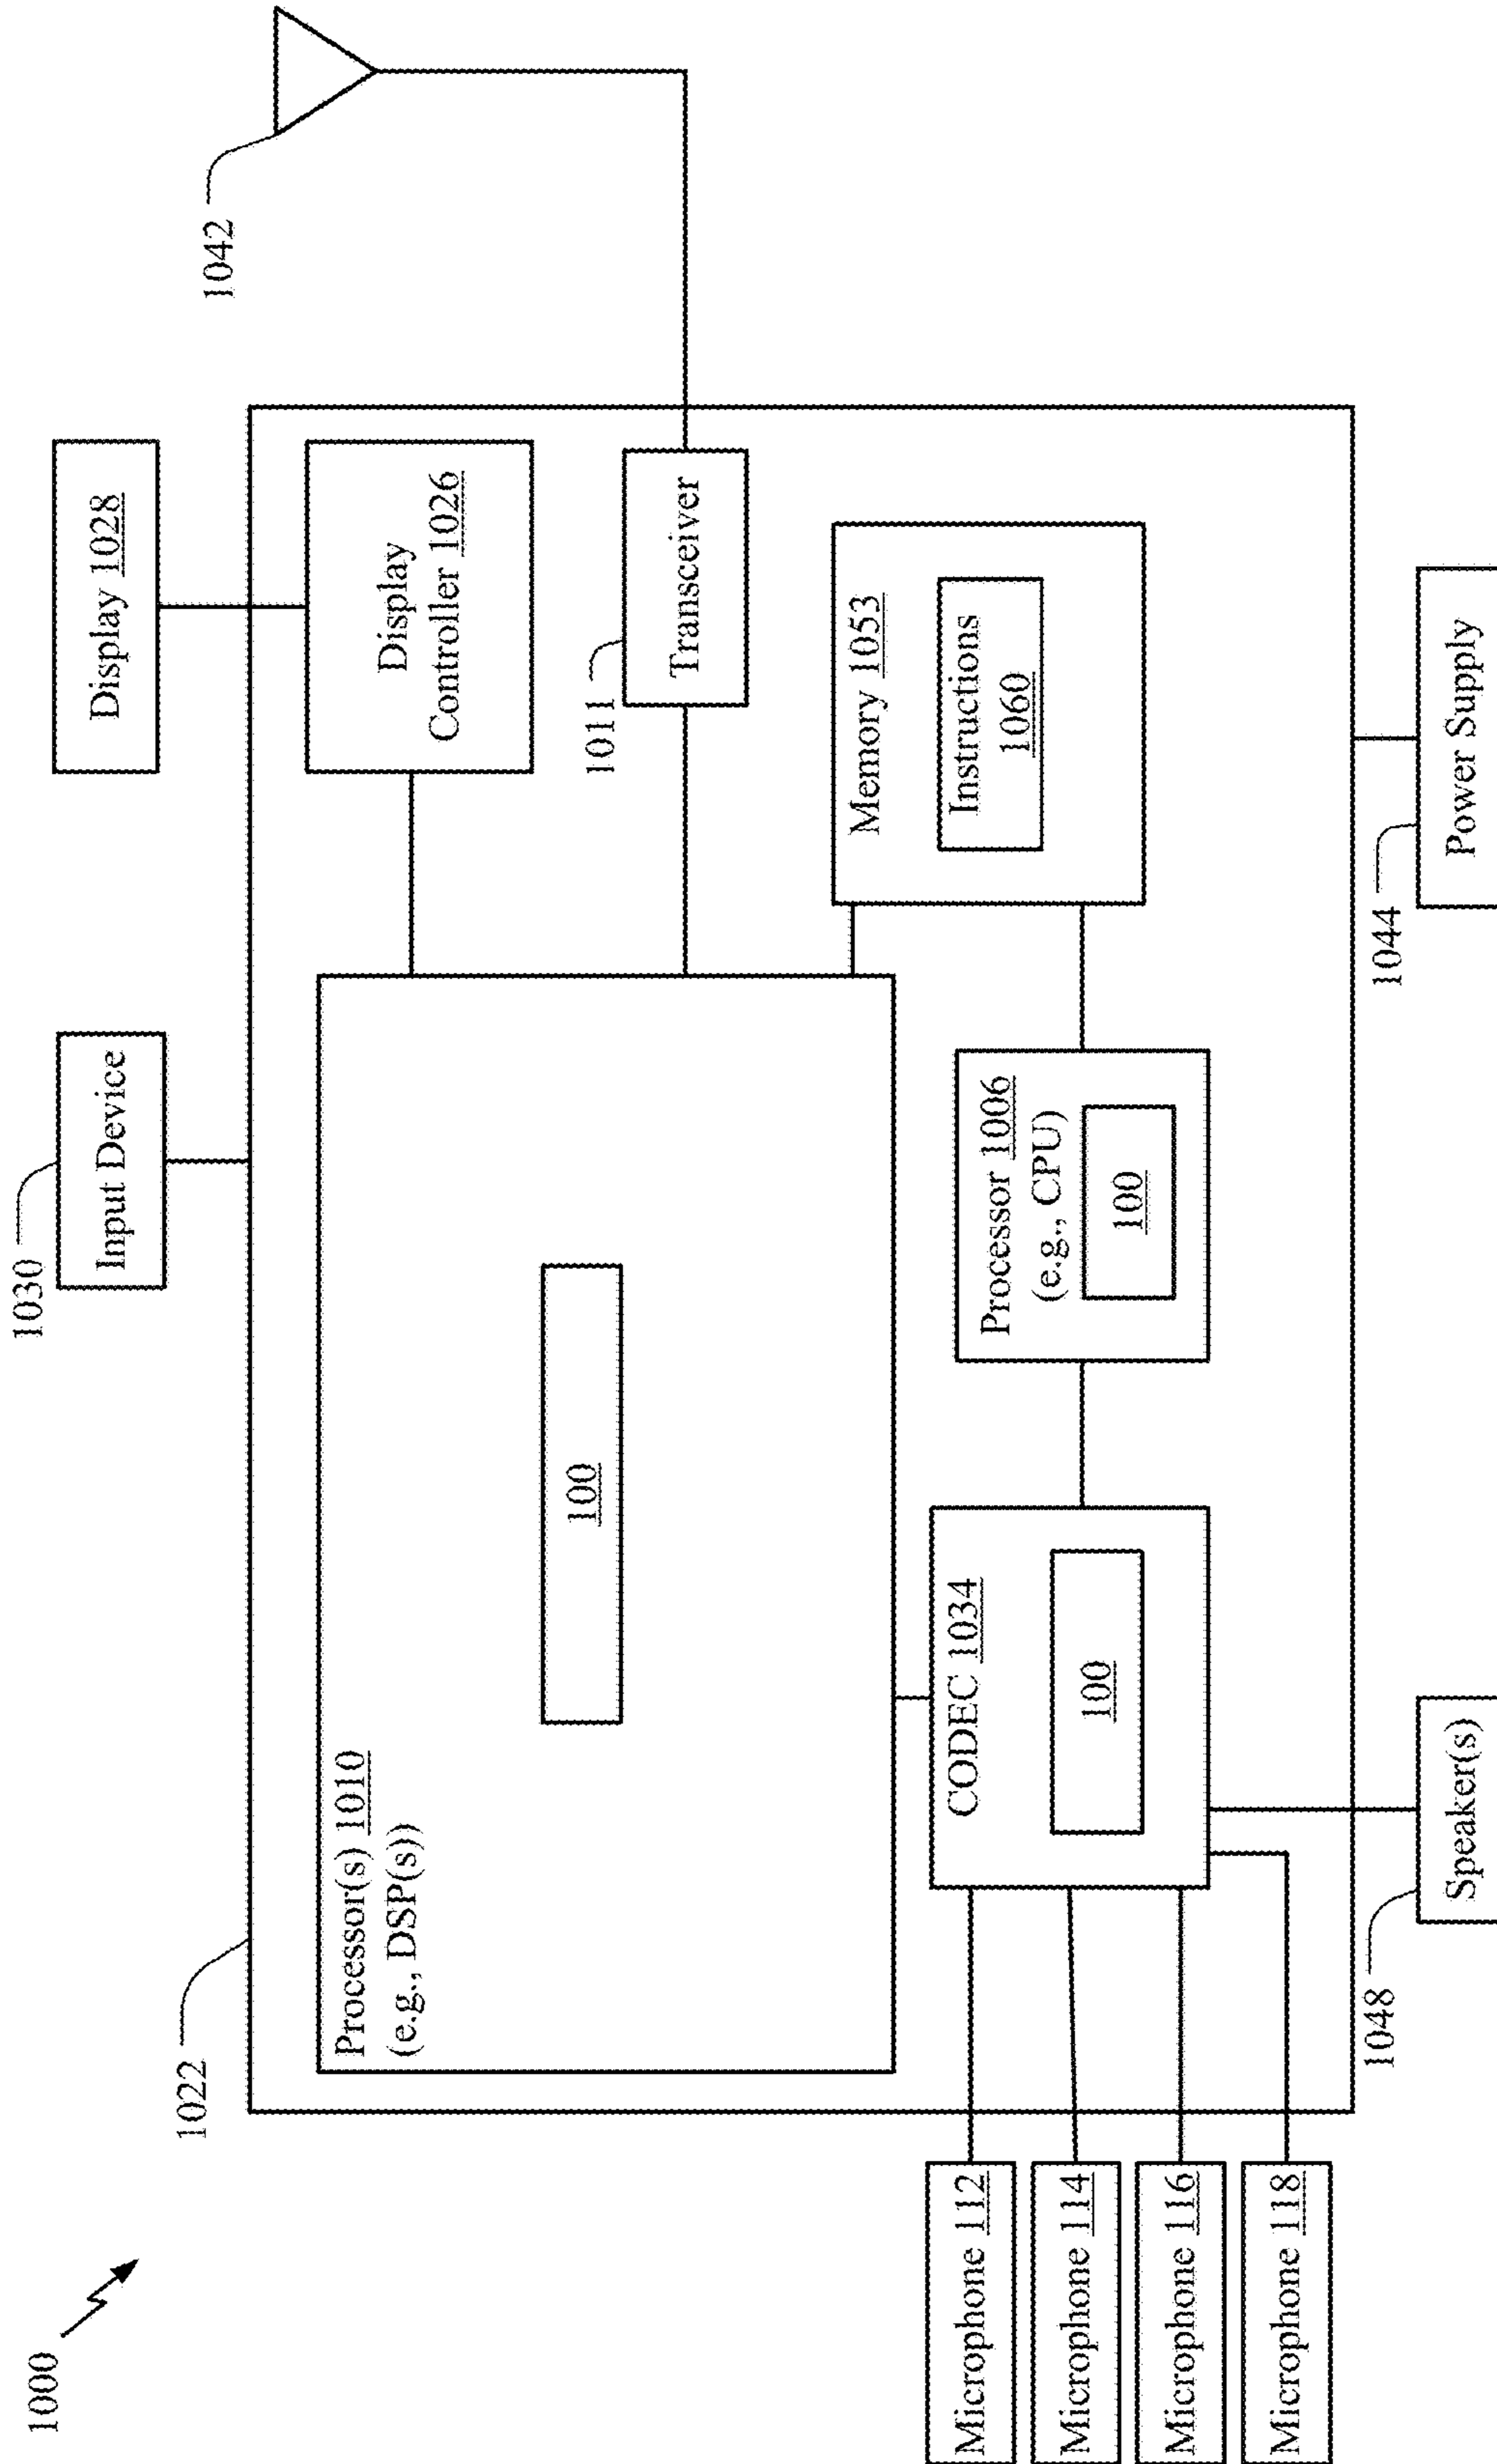 1000
1022
1030
Input Device
Display 1028
1042
Processor(s) 1010
(e.g., DSP(s))
100
Display
Controller 1026
1011
Transceiver
Memory 1053
Instructions
1060
CODEC 1034
100
Processor 1006
(e.g., CPU)
100
Microphone 112
Microphone 114
Microphone 116
Microphone 118
1048
Speaker(s)
1044
Power Supply